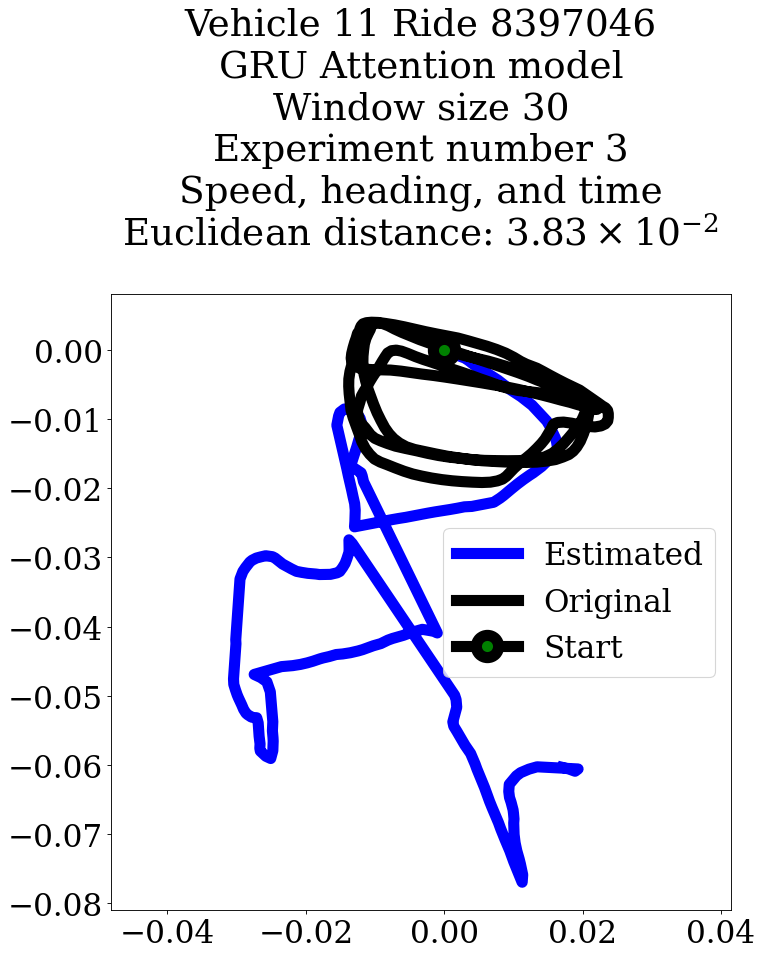 Vehicle 11 Ride 8397046
GRU Attention model
Window size 30
Experiment number 3
Speed, heading, and time
Euclidean distance: 3.83 × 10⁻²
0.00
−0.01
−0.02
−0.03
−0.04
−0.05
−0.06
−0.07
−0.08
Estimated
Original
Start
−0.04 −0.02 0.00 0.02 0.04